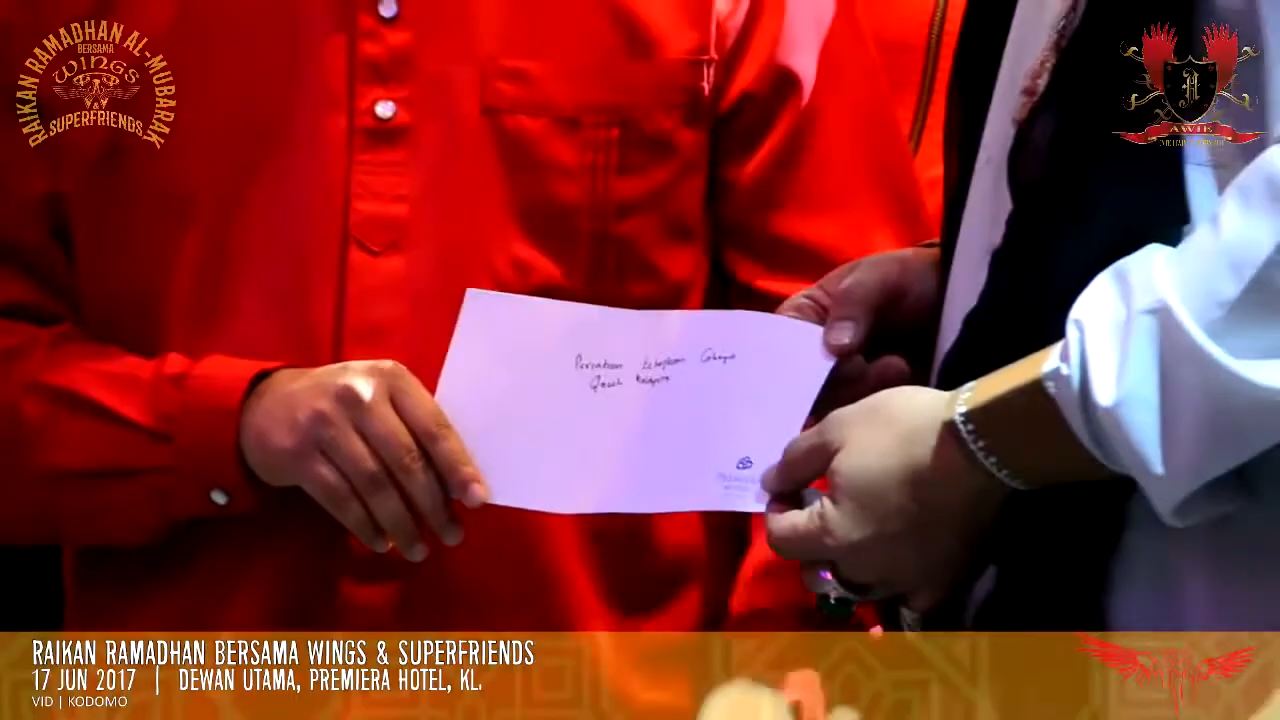 RAIKAN RAMADHAN AL-MUBARAK
BERSAMA
WINGS
&
SUPERFRIENDS
AWIE
RAIKAN RAMADHAN BERSAMA WINGS & SUPERFRIENDS
17 JUN 2017 | DEWAN UTAMA, PREMIERA HOTEL, KL.
VID | KODOMO